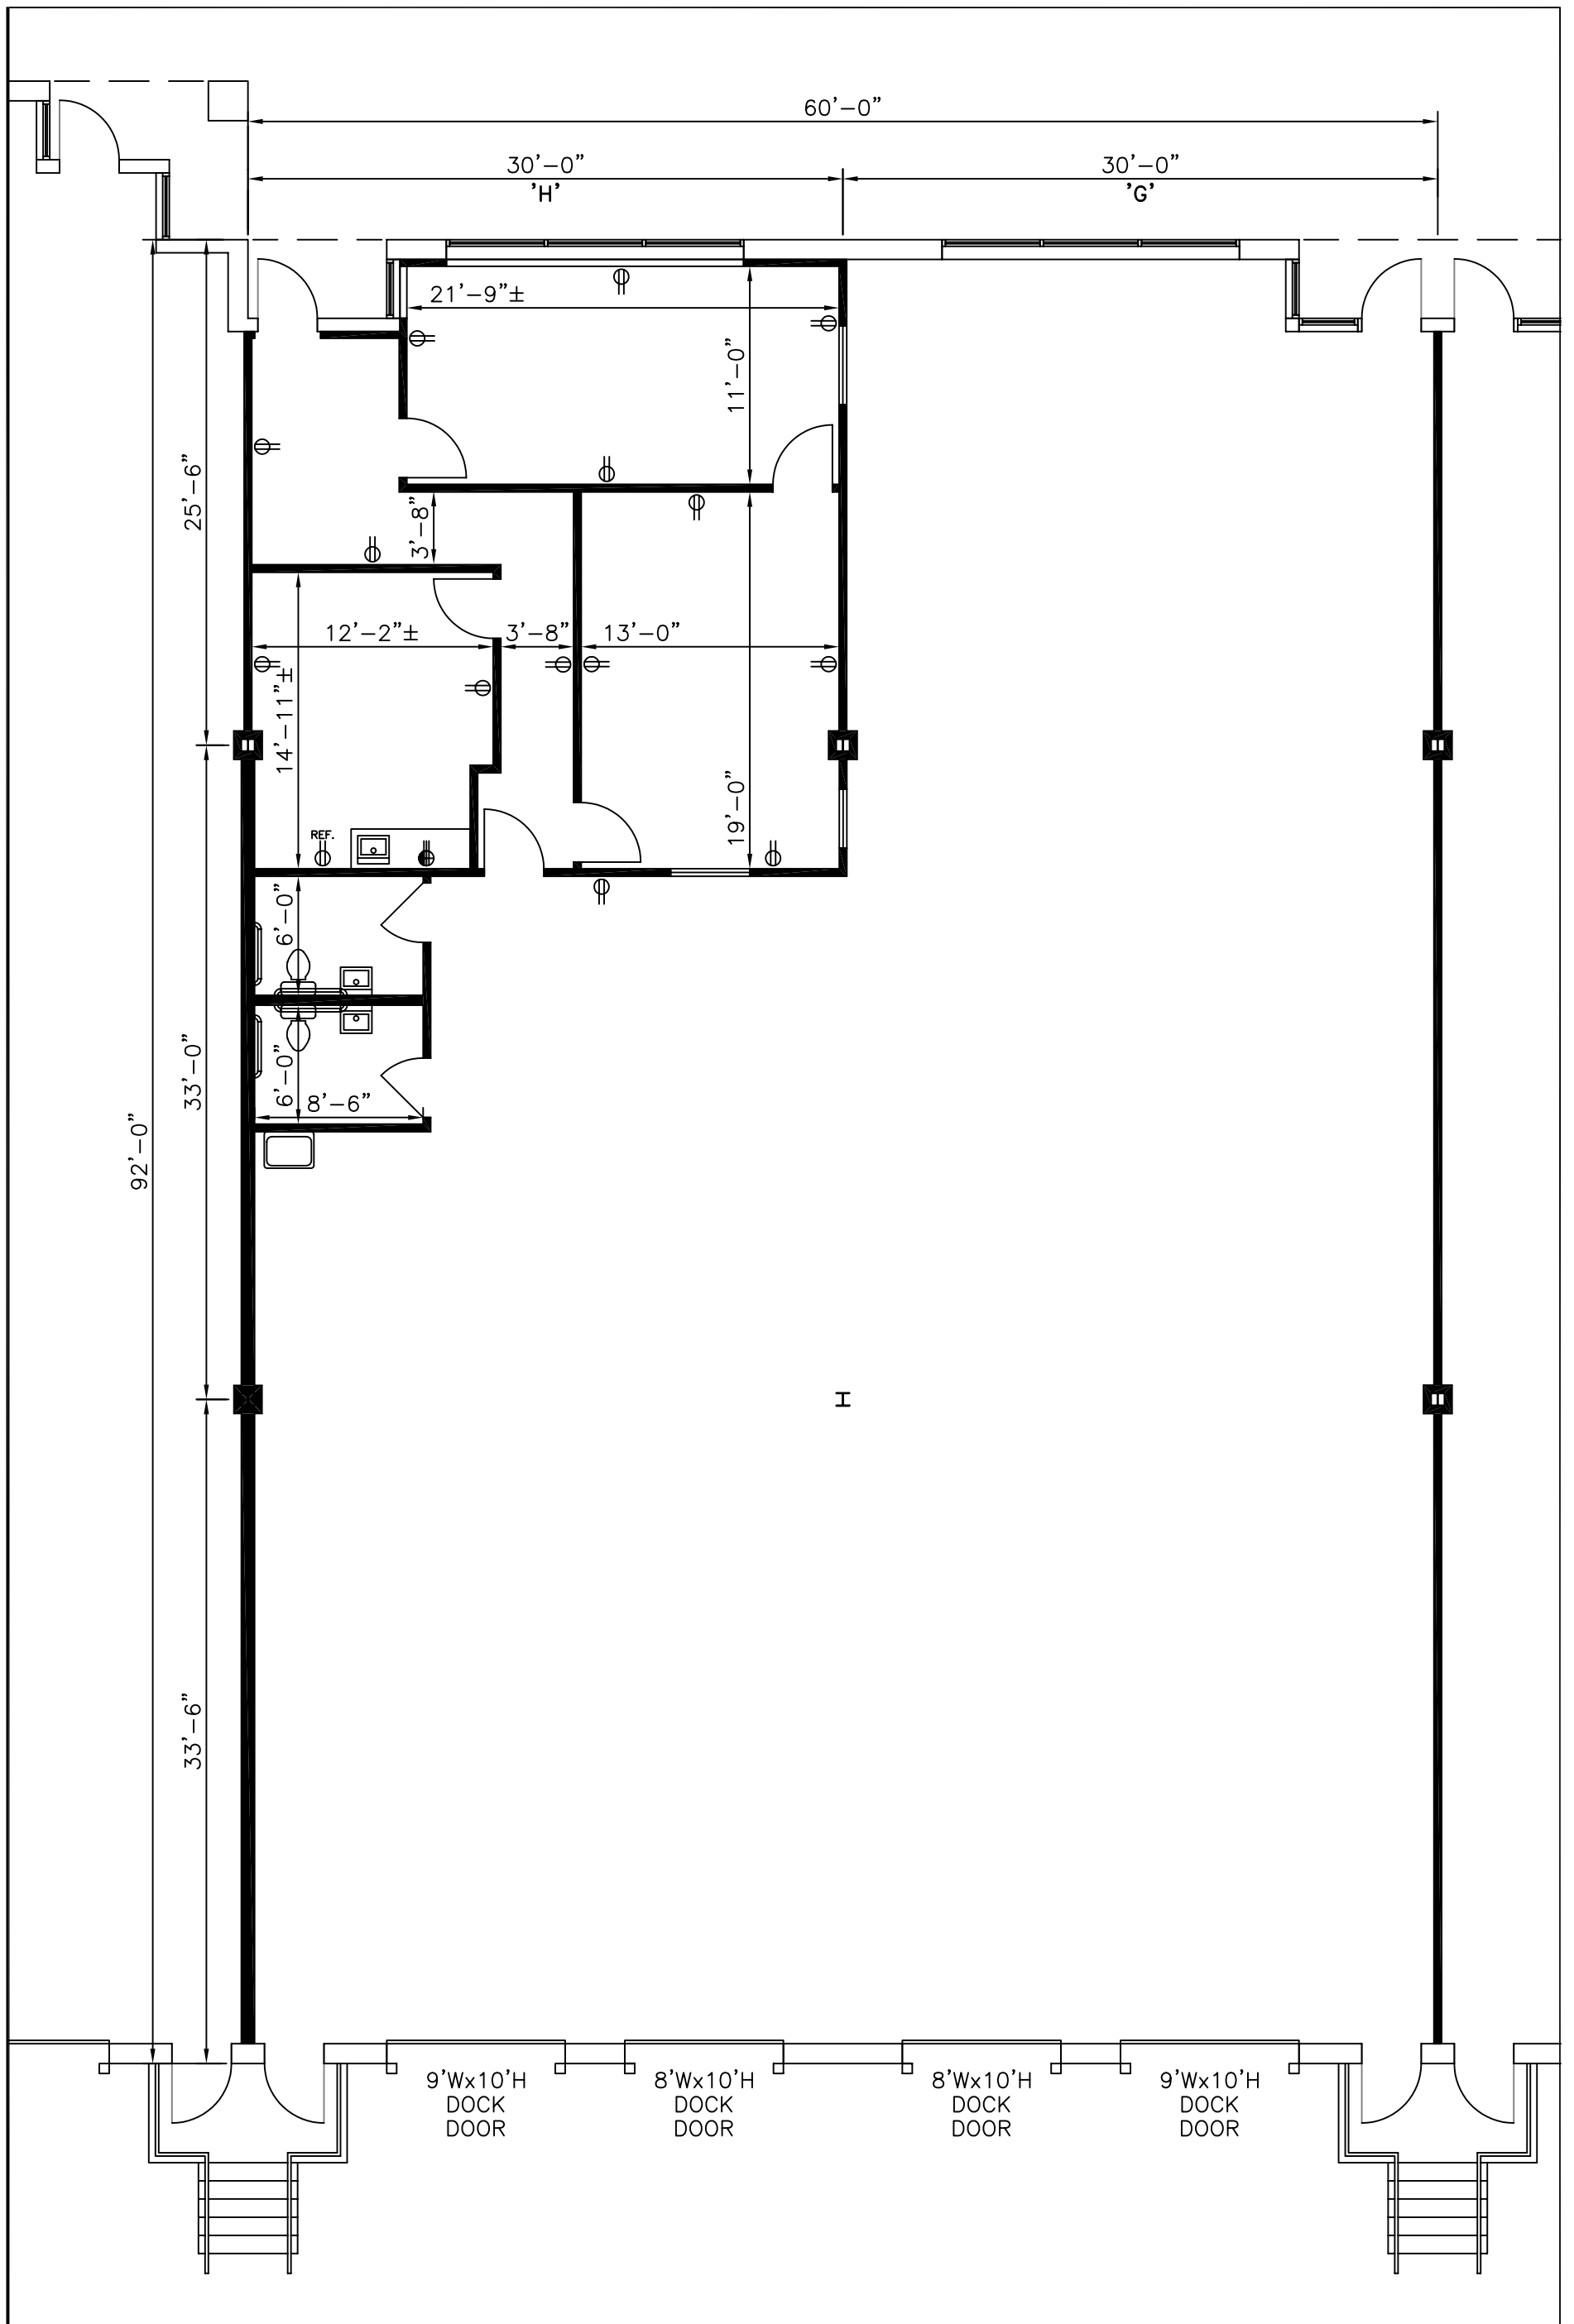 60'-0"
30'-0"
30'-0"
'H'
'G'
21'-9"±
11'-0"
25'-6"
3'-8"
12'-2"±
3'-8"
13'-0"
14'-11"±
19'-0"
REF.
6'-0"
33'-0"
6'-0"
8'-6"
92'-0"
33'-6"
9'Wx10'H
DOCK
DOOR
8'Wx10'H
DOCK
DOOR
8'Wx10'H
DOCK
DOOR
9'Wx10'H
DOCK
DOOR